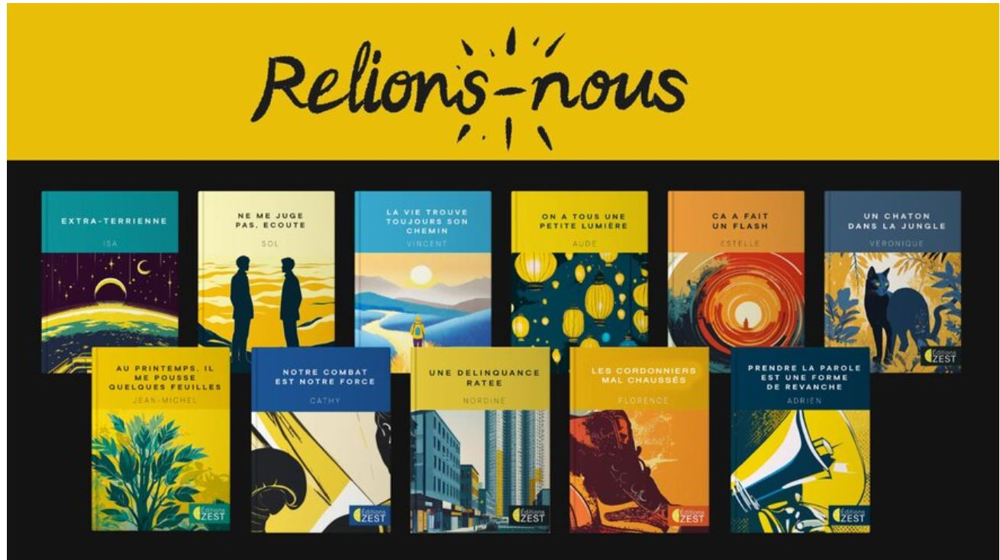 Relions-nous
EXTRA-TERRIENNE
ISA
NE ME JUGE
PAS, ECOUTE
SOL
LA VIE TROUVE
TOUJOURS SON
CHEMIN
VINCENT
ON A TOUS UNE
PETITE LUMIÈRE
AUDE
CA A FAIT
UN FLASH
ESTELLE
UN CHATON
DANS LA JUNGLE
VERONIQUE
Éditions
ZEST
AU PRINTEMPS, IL
ME POUSSE
QUELQUES FEUILLES
JEAN-MICHEL
Éditions
ZEST
NOTRE COMBAT
EST NOTRE FORCE
CATHY
Éditions
ZEST
UNE DELINQUANCE
RATEE
NORDINE
Éditions
ZEST
LES CORDONNIERS
MAL CHAUSSÉS
FLORENCE
Éditions
ZEST
PRENDRE LA PAROLE
EST UNE FORME
DE REVANCHE
ADRIEN
Éditions
ZEST